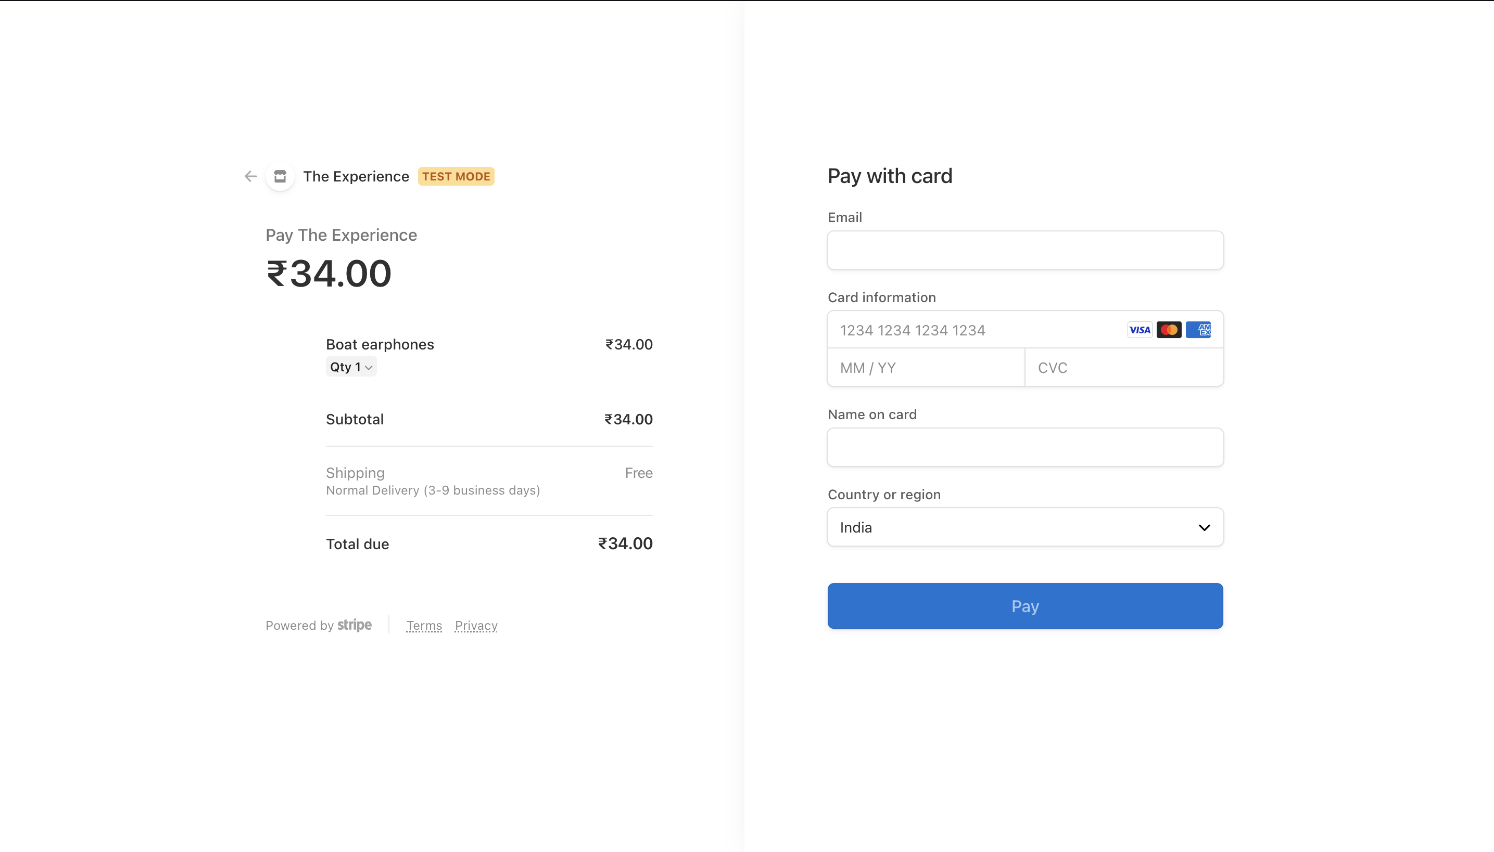 The Experience TEST MODE
Pay The Experience
₹34.00
Boat earphones ₹34.00
Qty 1
Subtotal ₹34.00
Shipping Free
Normal Delivery (3-9 business days)
Total due ₹34.00
Powered by stripe Terms Privacy
Pay with card
Email
Card information
1234 1234 1234 1234 VISA AMEX
MM / YY CVC
Name on card
Country or region
India
Pay